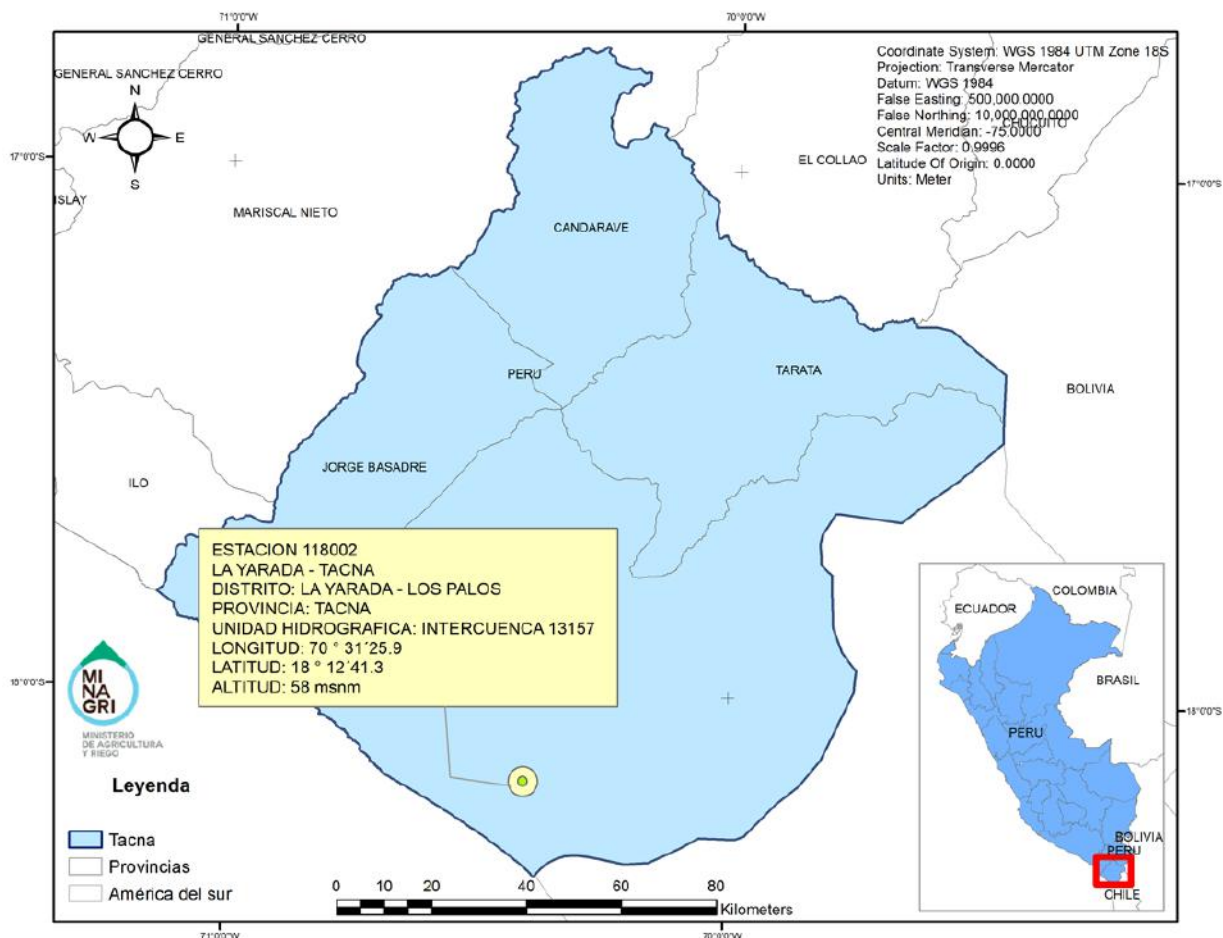 71°0'0"W
70°0'0"W
GENERAL SANCHEZ CERRO
GENERAL SANCHEZ CERRO
Coordinate System: WGS 1984 UTM Zone 18S
Projection: Transverse Mercator
Datum: WGS 1984
False Easting: 500,000.0000
False Northing: 10,000,000.0000
Central Meridian: -75.0000
Scale Factor: 0.9996
Latitude Of Origin: 0.0000
Units: Meter
CHUCUITO
N
W E
S
17°0'0"S
17°0'0"S
EL COLLAO
ISLAY
MARISCAL NIETO
CANDARAVE
PERU
TARATA
BOLIVIA
JORGE BASADRE
ILO
ESTACION 118002
LA YARADA - TACNA
DISTRITO: LA YARADA - LOS PALOS
PROVINCIA: TACNA
UNIDAD HIDROGRAFICA: INTERCUENCA 13157
LONGITUD: 70 ° 31´25.9
LATITUD: 18 ° 12´41.3
ALTITUD: 58 msnm
18°0'0"S
18°0'0"S
MI
NA
GRI
MINISTERIO
DE AGRICULTURA
Y RIEGO
Leyenda
Tacna
Provincias
América del sur
0 10 20 40 60 80
Kilometers
COLOMBIA
ECUADOR
BRASIL
PERU
BOLIVIA
PERU
CHILE
71°0'0"W
70°0'0"W